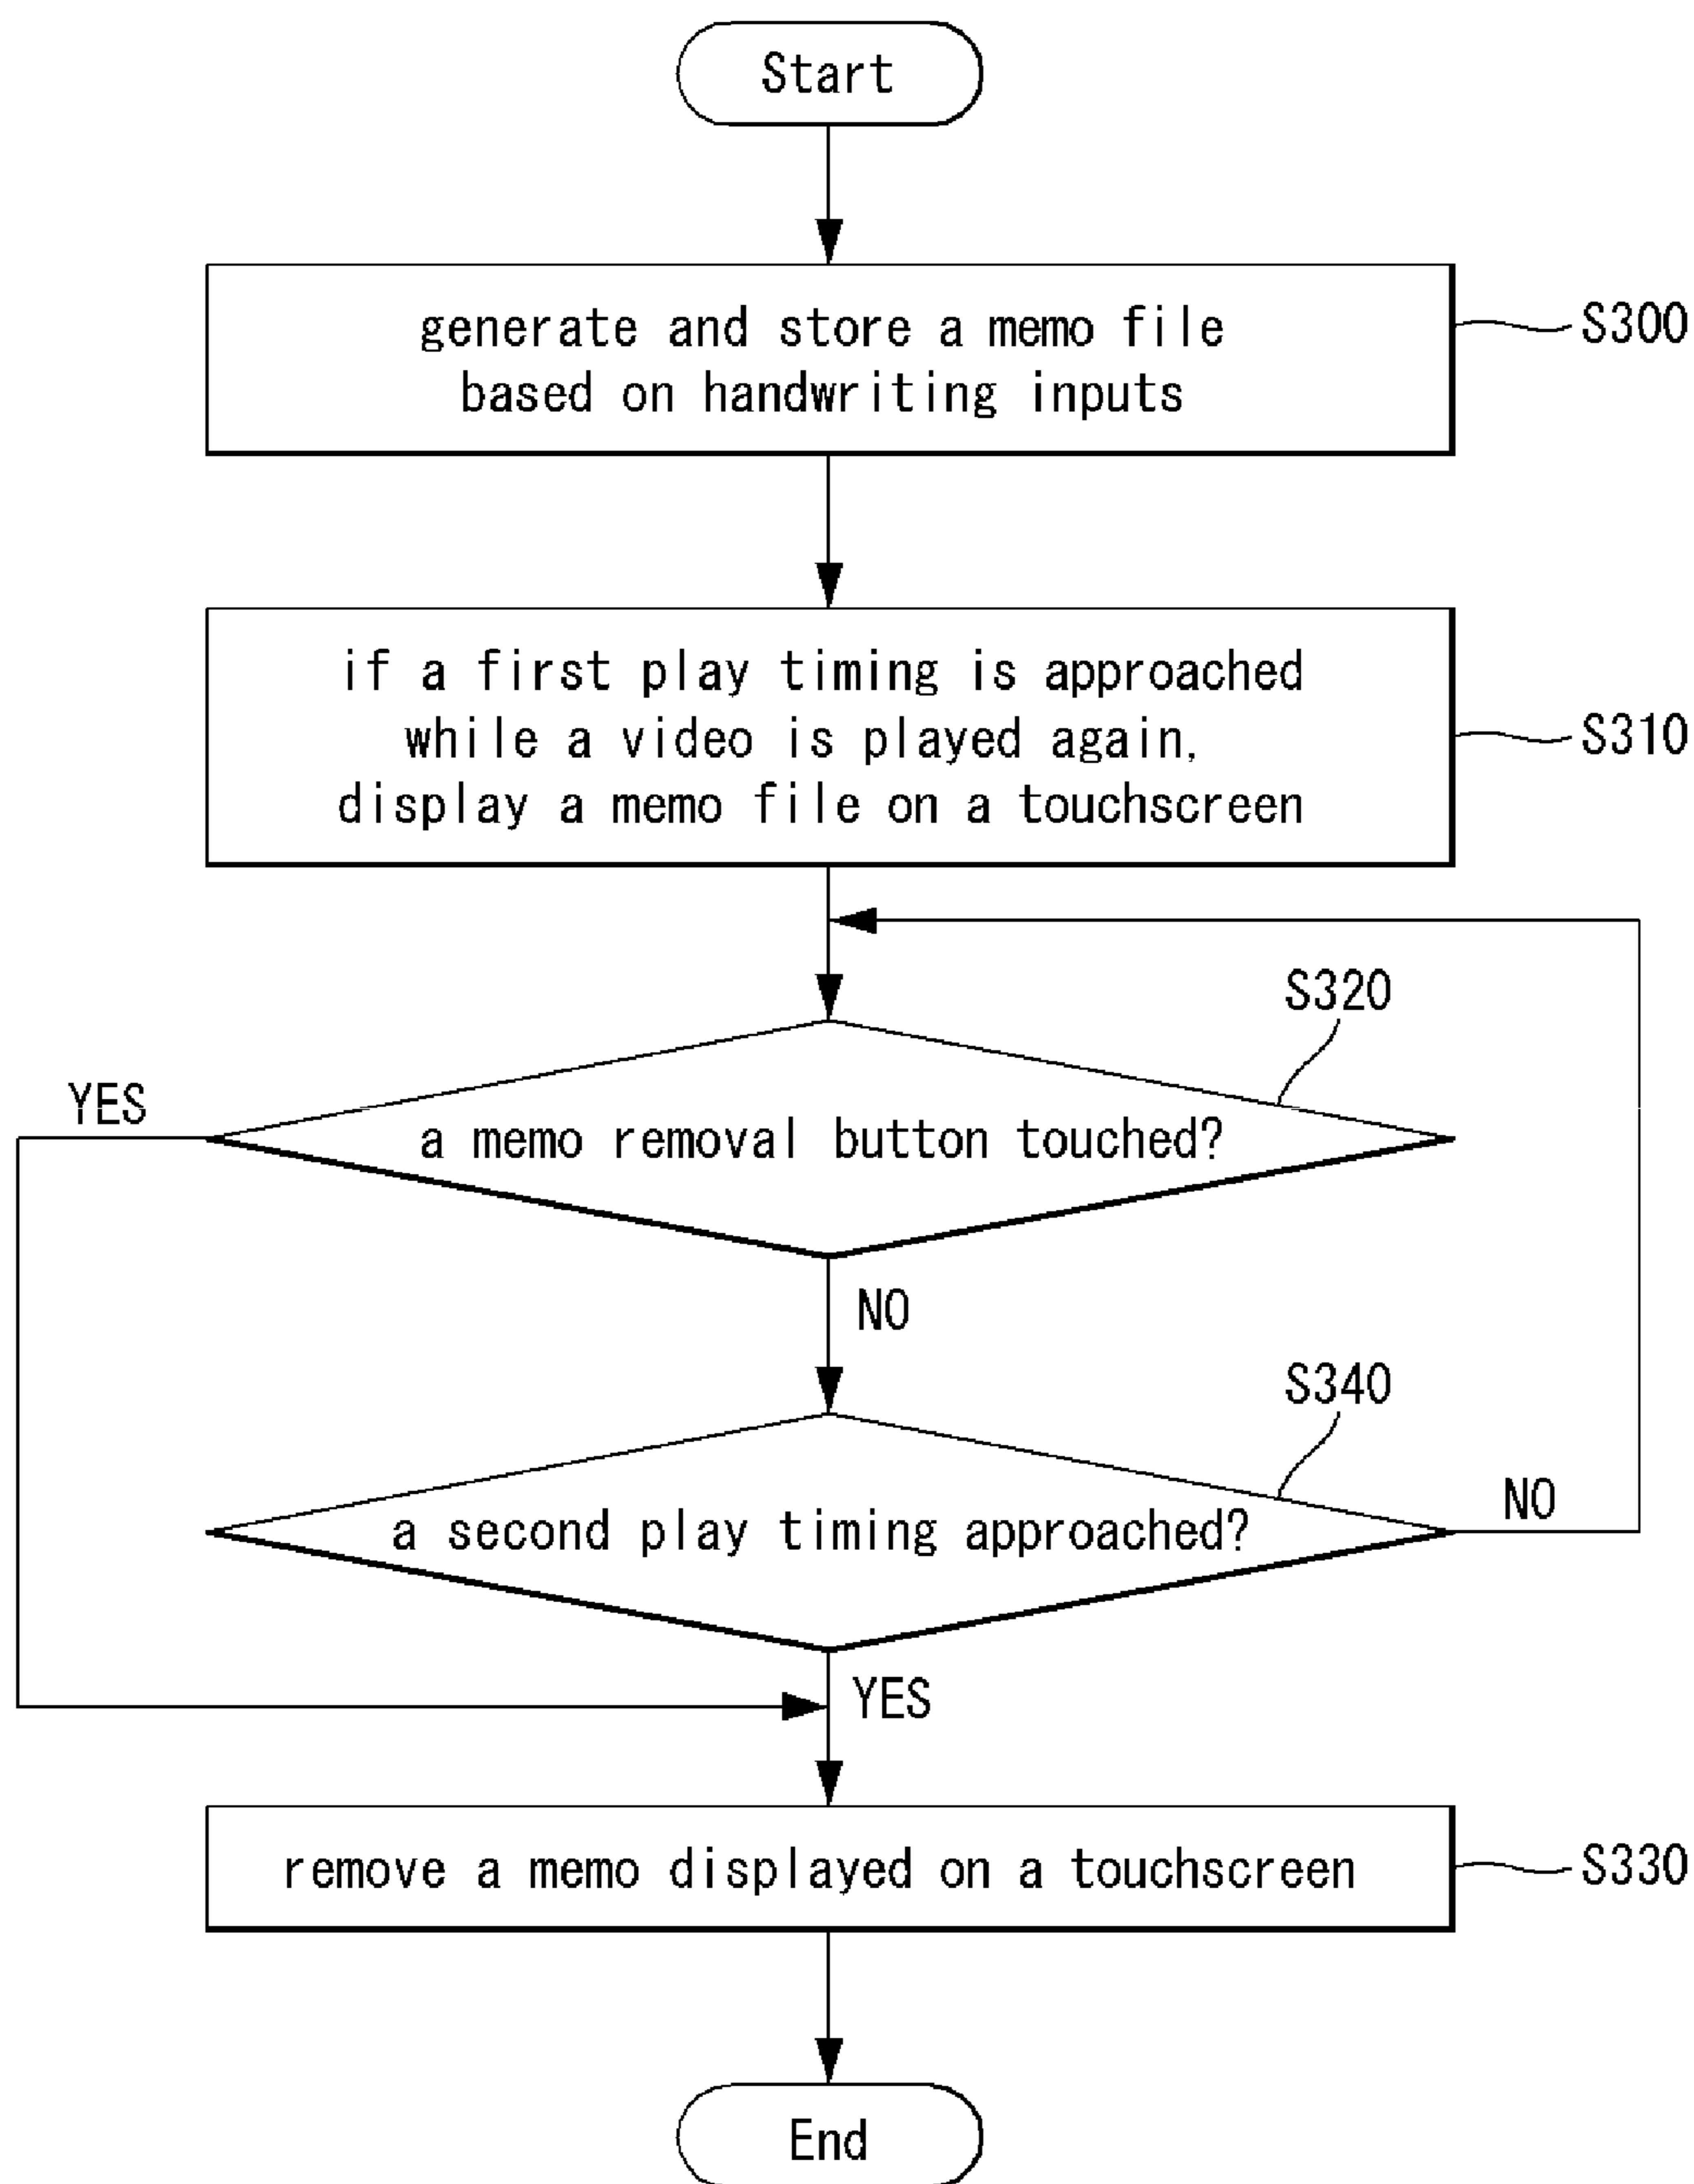 Start
generate and store a memo file
based on handwriting inputs
S300
if a first play timing is approached
while a video is played again,
display a memo file on a touchscreen
S310
S320
YES
a memo removal button touched?
NO
S340
a second play timing approached?
NO
YES
remove a memo displayed on a touchscreen
S330
End